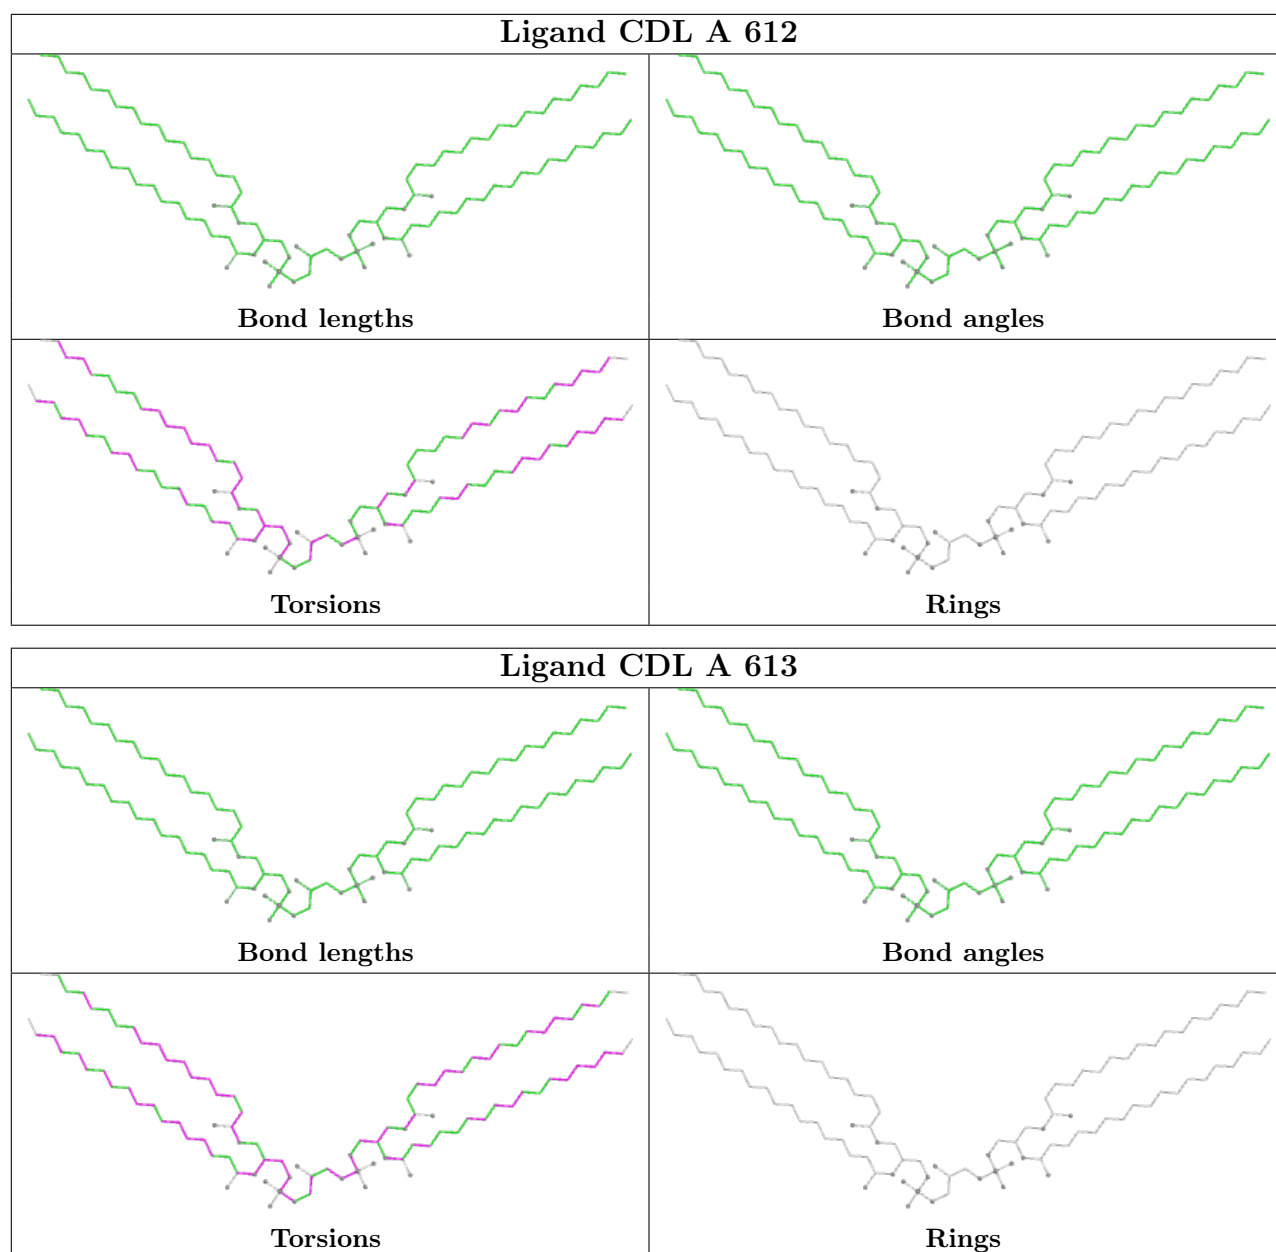 Ligand CDL A 612
Bond lengths
Bond angles
Torsions
Rings
Ligand CDL A 613
Bond lengths
Bond angles
Torsions
Rings